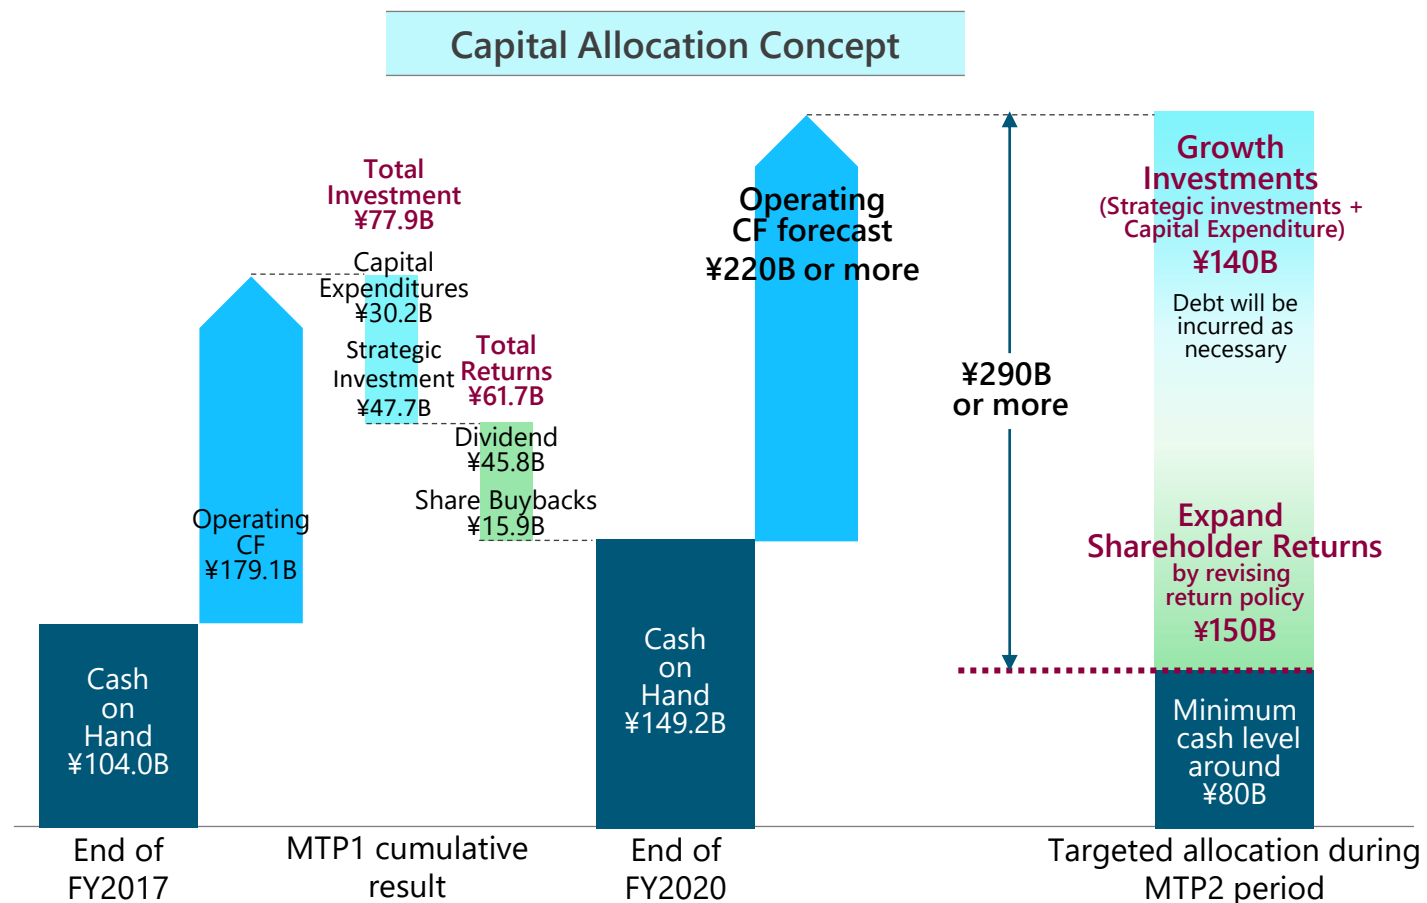 Capital Allocation Concept
Total
Investment
¥77.9B
Capital
Expenditures
¥30.2B
Strategic
Investment
¥47.7B
Total
Returns
¥61.7B
Dividend
¥45.8B
Share Buybacks
¥15.9B
Operating
CF
¥179.1B
Cash
on
Hand
¥104.0B
Operating
CF forecast
¥220B or more
Cash
on
Hand
¥149.2B
¥290B
or more
Growth
Investments
(Strategic investments +
Capital Expenditure)
¥140B
Debt will be
incurred as
necessary
Expand
Shareholder Returns
by revising
return policy
¥150B
Minimum
cash level
around
¥80B
End of
FY2017
MTP1 cumulative
result
End of
FY2020
Targeted allocation during
MTP2 period